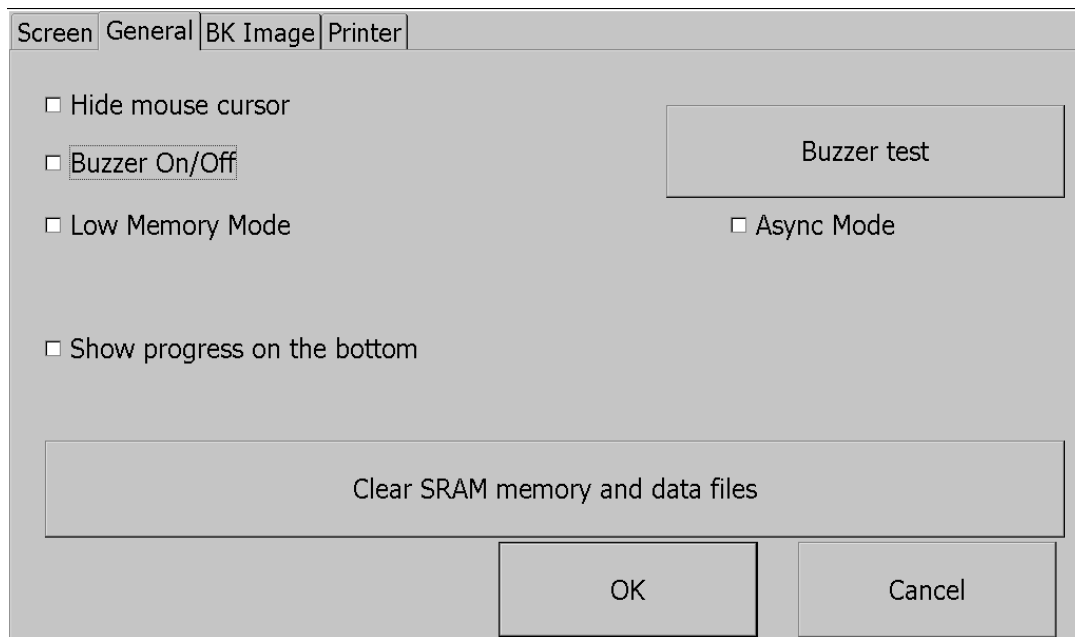 Screen General BK Image Printer
Hide mouse cursor
Buzzer test
Buzzer On/Off
Low Memory Mode Async Mode
Show progress on the bottom
Clear SRAM memory and data files
OK Cancel